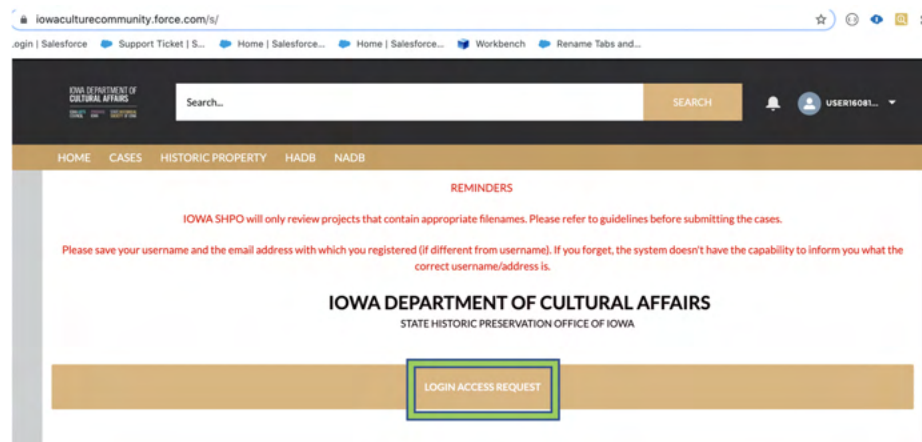 iowaculturecommunity.force.com/s/
.ogin | Salesforce Support Ticket | S... Home | Salesforce... Home | Salesforce... Workbench Rename Tabs and...
IOWA DEPARTMENT OF
CULTURAL AFFAIRS
Search...
SEARCH
USER16081...
HOME CASES HISTORIC PROPERTY HADB NADB
REMINDERS
IOWA SHPO will only review projects that contain appropriate filenames. Please refer to guidelines before submitting the cases.
Please save your username and the email address with which you registered (if different from username). If you forget, the system doesn't have the capability to inform you what the
correct username/address is.
IOWA DEPARTMENT OF CULTURAL AFFAIRS
STATE HISTORIC PRESERVATION OFFICE OF IOWA
LOGIN ACCESS REQUEST